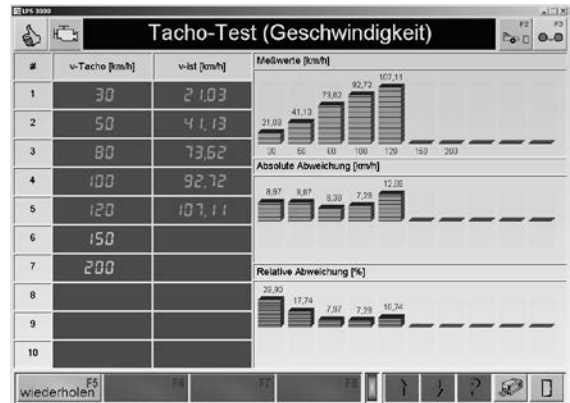 LPS 3000
Tacho-Test (Geschwindigkeit)
F2
F3
# v-Tacho [km/h] v-ist [km/h]
1 30 21,03
2 50 41,13
3 80 73,62
4 100 92,72
5 120 107,11
6 150
7 200
8
9
10
Meßwerte [km/h]
21,03 41,13 73,62 92,72 107,11
30 50 80 100 120 150 200
Absolute Abweichung [km/h]
8,97 8,87 6,38 7,28 12,89
Relative Abweichung [%]
29,90 17,74 7,97 7,28 10,74
F5
wiederholen
F6
F7
F8